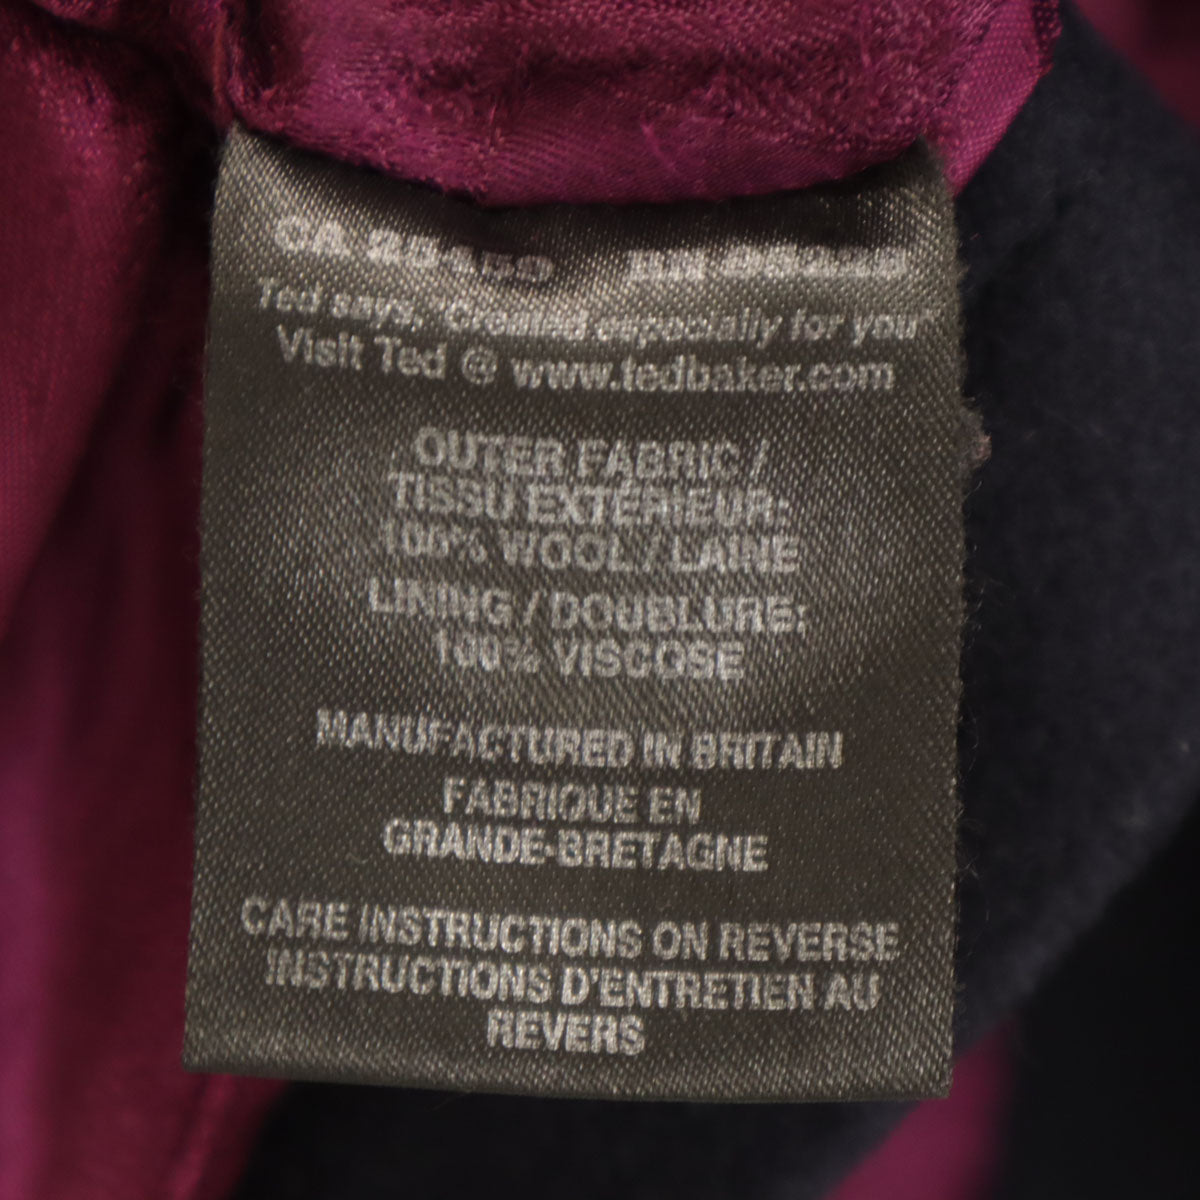 Ted says, "Created especially for you"
Visit Ted @ www.tedbaker.com
OUTER FABRIC /
TISSU EXTÉRIEUR:
100% WOOL / LAINE
LINING / DOUBLURE:
100% VISCOSE
MANUFACTURED IN BRITAIN
FABRIQUE EN
GRANDE-BRETAGNE
CARE INSTRUCTIONS ON REVERSE
INSTRUCTIONS D'ENTRETIEN AU
REVERS